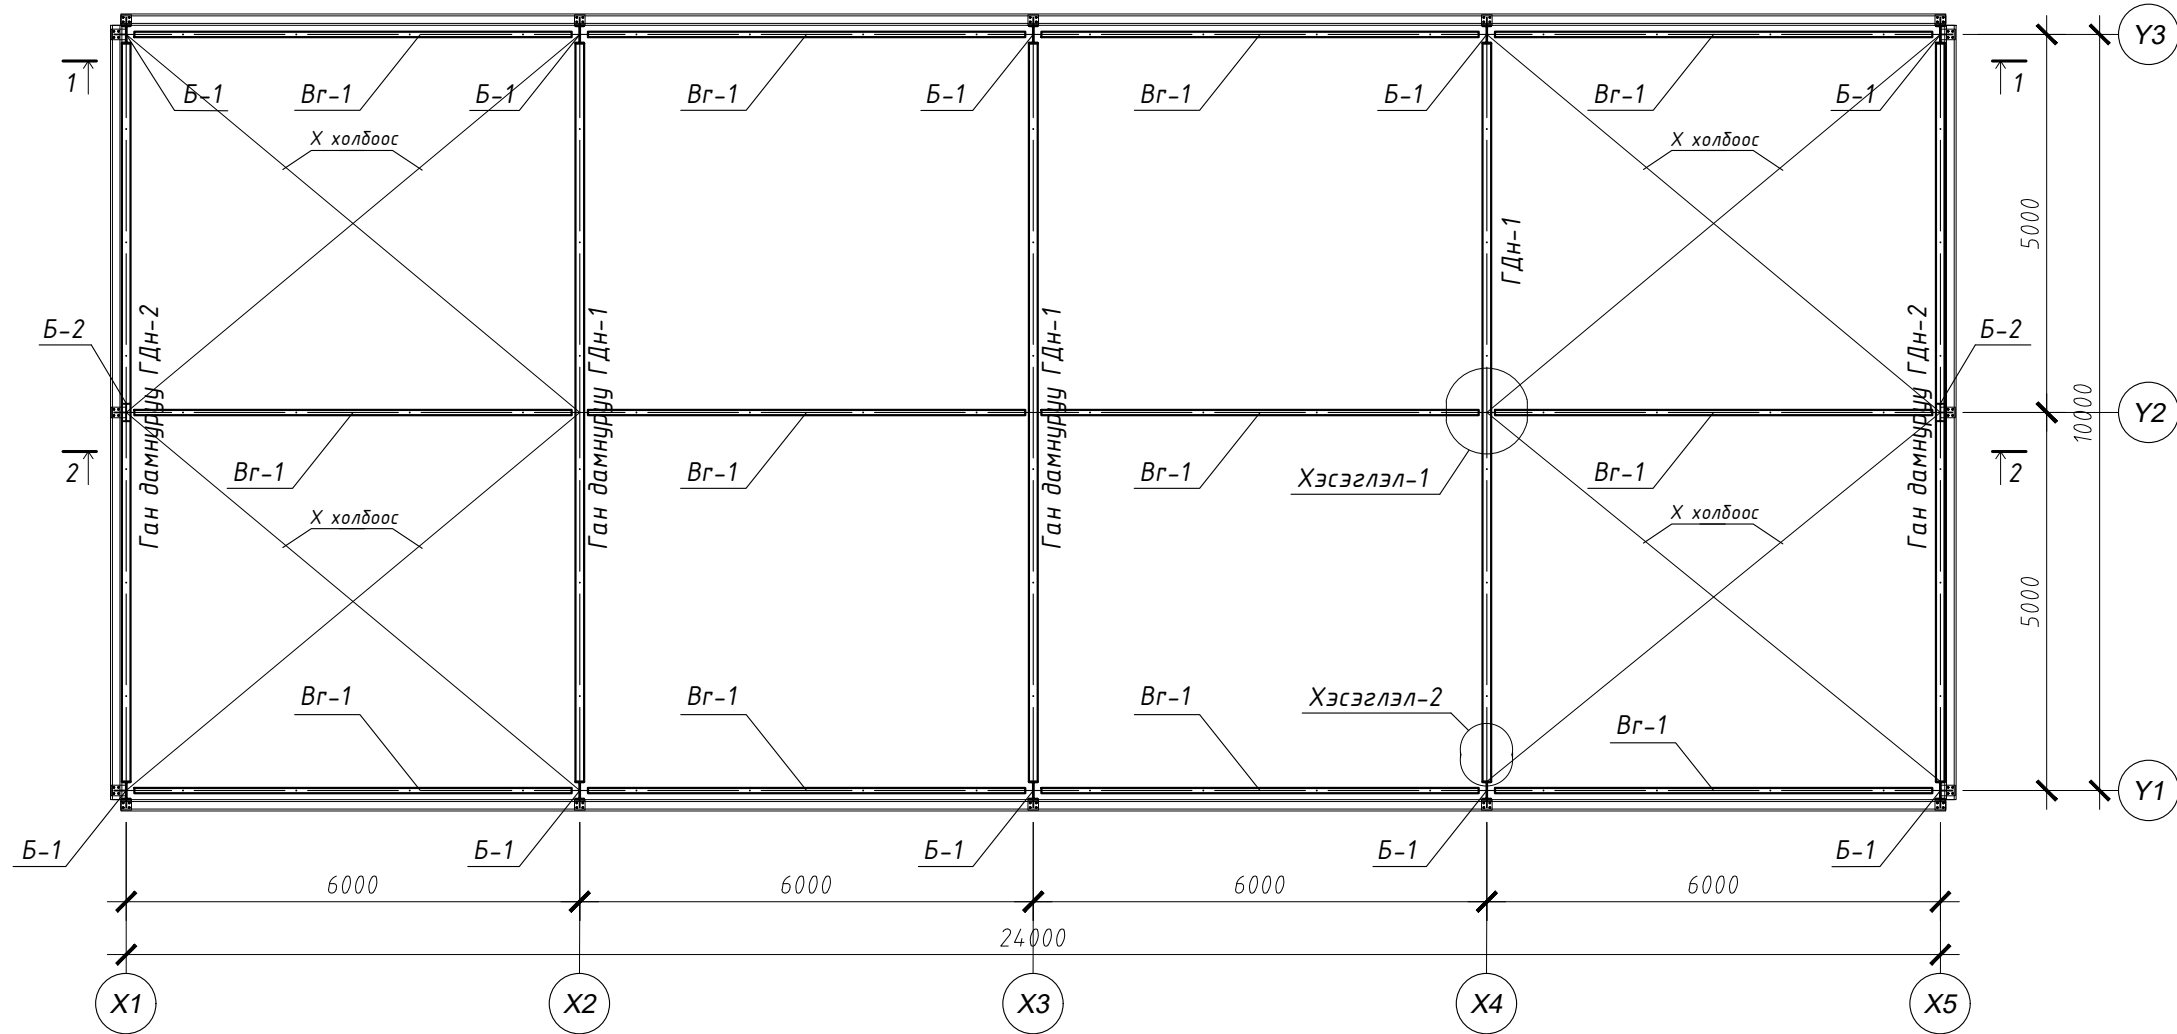 Y3
1
Б-1
Вг-1
Б-1
Вг-1
Б-1
Вг-1
Б-1
Вг-1
Б-1
1
Х холбоос
Х холбоос
5000
ГДн-1
Б-2
Ган дамнуруу ГДн-2
Ган дамнуруу ГДн-1
Ган дамнуруу ГДн-1
Ган дамнуруу ГДн-2
Б-2
10000
Y2
2
Вг-1
Вг-1
Вг-1
Хэсэглэл-1
Вг-1
2
Х холбоос
Х холбоос
5000
Вг-1
Вг-1
Вг-1
Хэсэглэл-2
Вг-1
Y1
Б-1
Б-1
Б-1
Б-1
Б-1
6000
6000
6000
6000
24000
X1
X2
X3
X4
X5